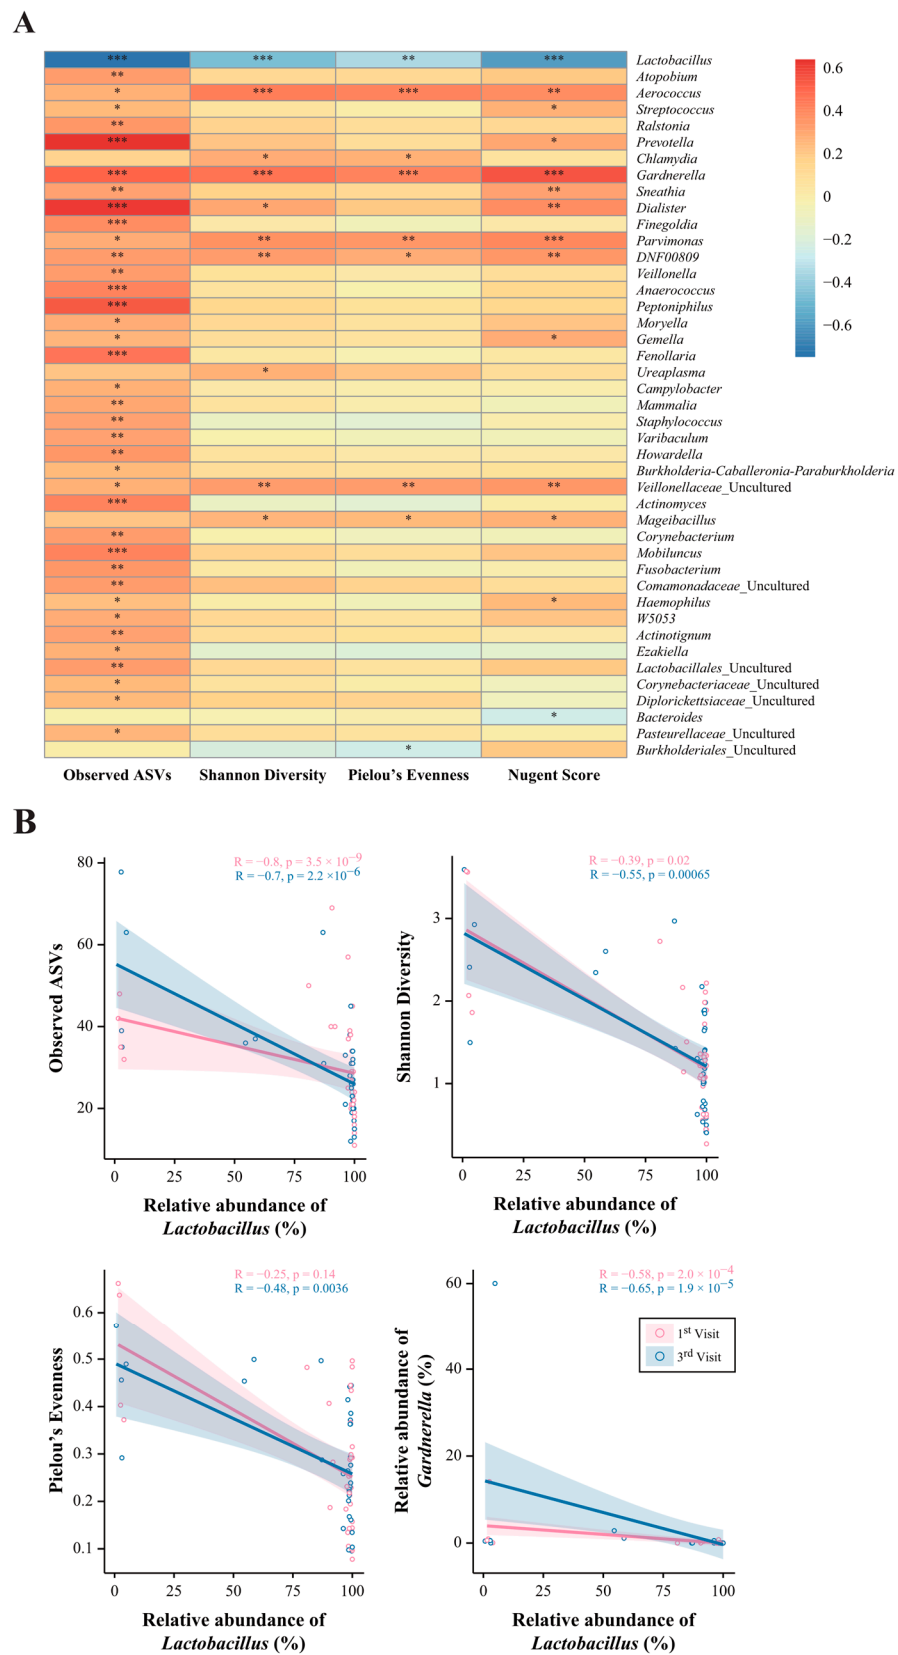 A
*** *** ** *** Lactobacillus
** Atopobium
* *** *** ** Aerococcus
* * Streptococcus
** Ralstonia
*** * Prevotella
* * Chlamydia
*** *** *** *** Gardnerella
** ** Sneathia
*** * ** Dialister
*** Finegoldia
* ** ** *** Parvimonas
** ** * ** DNF00809
** Veillonella
*** Anaerococcus
*** Peptoniphilus
* Moryella
* * Gemella
*** Fenollaria
* Ureaplasma
* Campylobacter
** Mammalia
** Staphylococcus
** Varibaculum
** Howardella
* Burkholderia-Caballeronia-Paraburkholderia
* ** ** ** Veillonellaceae_Uncultured
*** Actinomyces
* * * Mageibacillus
** Corynebacterium
*** Mobiluncus
** Fusobacterium
** Comamonadaceae_Uncultured
* * Haemophilus
* W5053
** Actinotignum
* Ezakiella
** Lactobacillales_Uncultured
* Corynebacteriaceae_Uncultured
* Diplorickettsiaceae_Uncultured
* Bacteroides
* Pasteurellaceae_Uncultured
* Burkholderiales_Uncultured
Observed ASVs Shannon Diversity Pielou's Evenness Nugent Score
0.6
0.4
0.2
0
−0.2
−0.4
−0.6
B
R = −0.8, p = 3.5 × 10−9
R = −0.7, p = 2.2 ×10−6
Observed ASVs
80
60
40
20
0 25 50 75 100
Relative abundance of
Lactobacillus (%)
R = −0.39, p = 0.02
R = −0.55, p = 0.00065
Shannon Diversity
3
2
1
0 25 50 75 100
Relative abundance of
Lactobacillus (%)
R = −0.25, p = 0.14
R = −0.48, p = 0.0036
Pielou's Evenness
0.6
0.5
0.4
0.3
0.2
0.1
0 25 50 75 100
Relative abundance of
Lactobacillus (%)
R = −0.58, p = 2.0 × 10−4
R = −0.65, p = 1.9 × 10−5
1st Visit
3rd Visit
Relative abundance of
Gardnerella (%)
60
40
20
0
0 25 50 75 100
Relative abundance of
Lactobacillus (%)